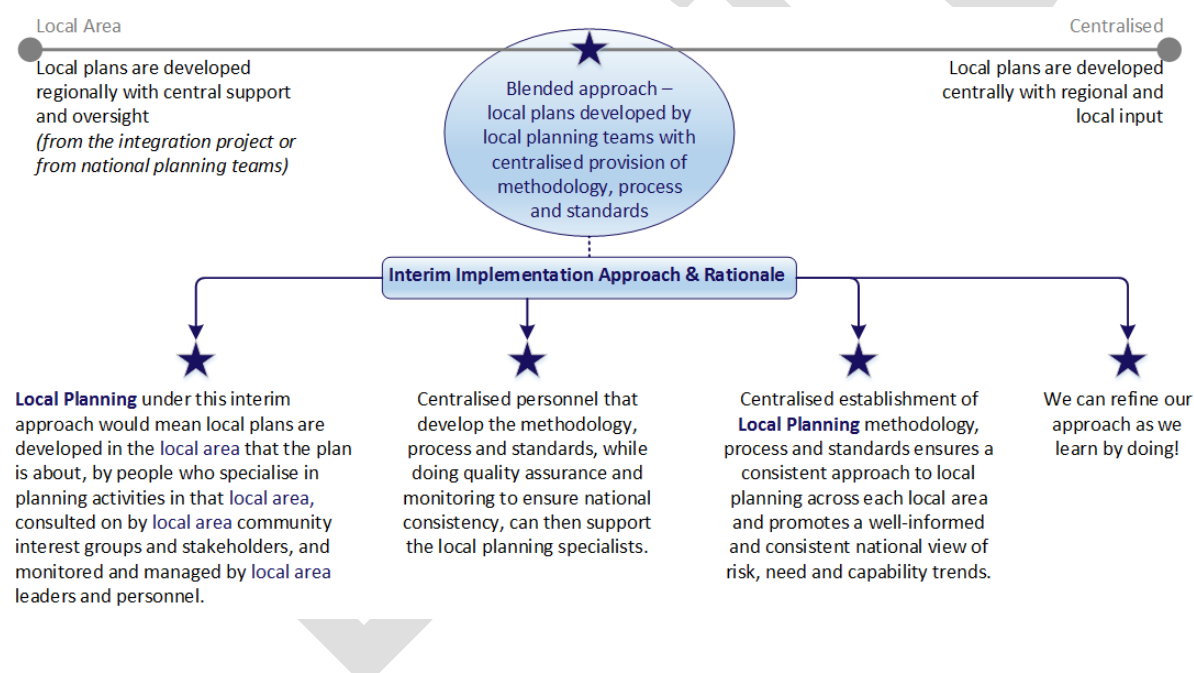 Local Area
Centralised
Local plans are developed
regionally with central support
and oversight
(from the integration project or
from national planning teams)
Blended approach –
local plans developed by
local planning teams with
centralised provision of
methodology, process
and standards
Local plans are developed
centrally with regional and
local input
Interim Implementation Approach & Rationale
Local Planning under this interim
approach would mean local plans are
developed in the local area that the plan
is about, by people who specialise in
planning activities in that local area,
consulted on by local area community
interest groups and stakeholders, and
monitored and managed by local area
leaders and personnel.
Centralised personnel that
develop the methodology,
process and standards, while
doing quality assurance and
monitoring to ensure national
consistency, can then support
the local planning specialists.
Centralised establishment of
Local Planning methodology,
process and standards ensures a
consistent approach to local
planning across each local area
and promotes a well-informed
and consistent national view of
risk, need and capability trends.
We can refine our
approach as we
learn by doing!